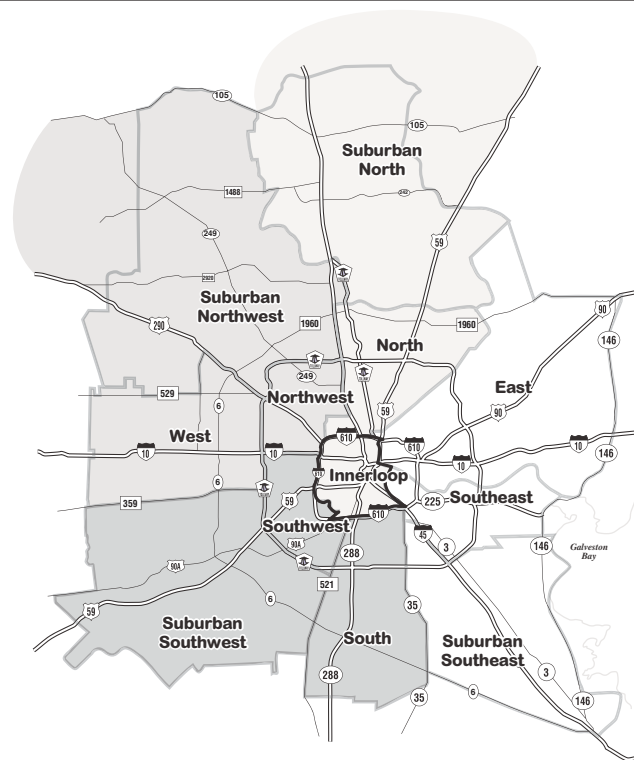 105
105
Suburban
North
1488
242
249
59
2920
Suburban
Northwest
290
1960
1960
90
146
North
249
East
529
Northwest
6
59
90
West
610
610
10
10
10
10
146
Innerloop
610
6
359
59
225
Southeast
610
Southwest
45
90A
288
3
146
Galveston
Bay
90A
521
6
35
59
Suburban
Southwest
South
Suburban
Southeast
288
3
6
35
146